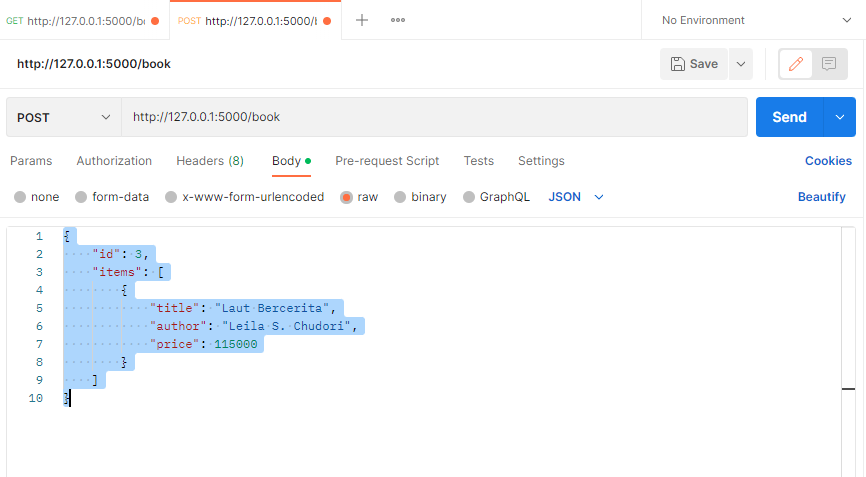 GET http://127.0.0.1:5000/b
POST http://127.0.0.1:5000/b
No Environment
http://127.0.0.1:5000/book
Save
POST
http://127.0.0.1:5000/book
Send
Params Authorization Headers (8) Body Pre-request Script Tests Settings Cookies
none form-data x-www-form-urlencoded raw binary GraphQL JSON Beautify
1 {
2 "id": 3,
3 "items": [
4 {
5 "title": "Laut Bercerita",
6 "author": "Leila S. Chudori",
7 "price": 115000
8 }
9 ]
10 }